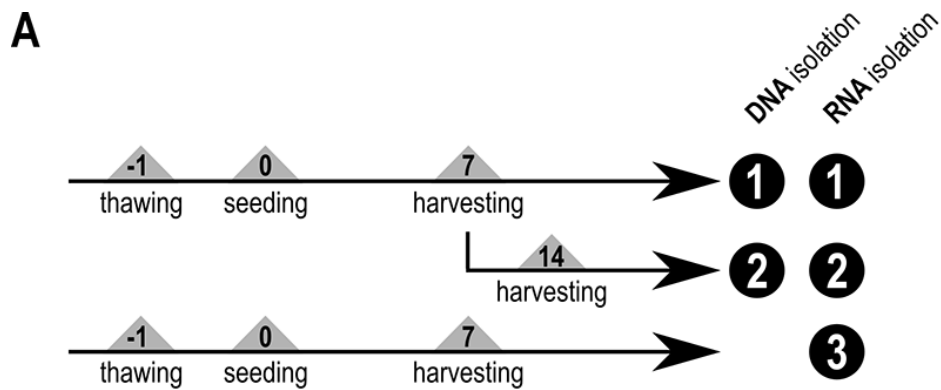 A
DNA isolation
RNA isolation
-1 0 7
thawing seeding harvesting
1 1
14
harvesting
2 2
-1 0 7
thawing seeding harvesting
3